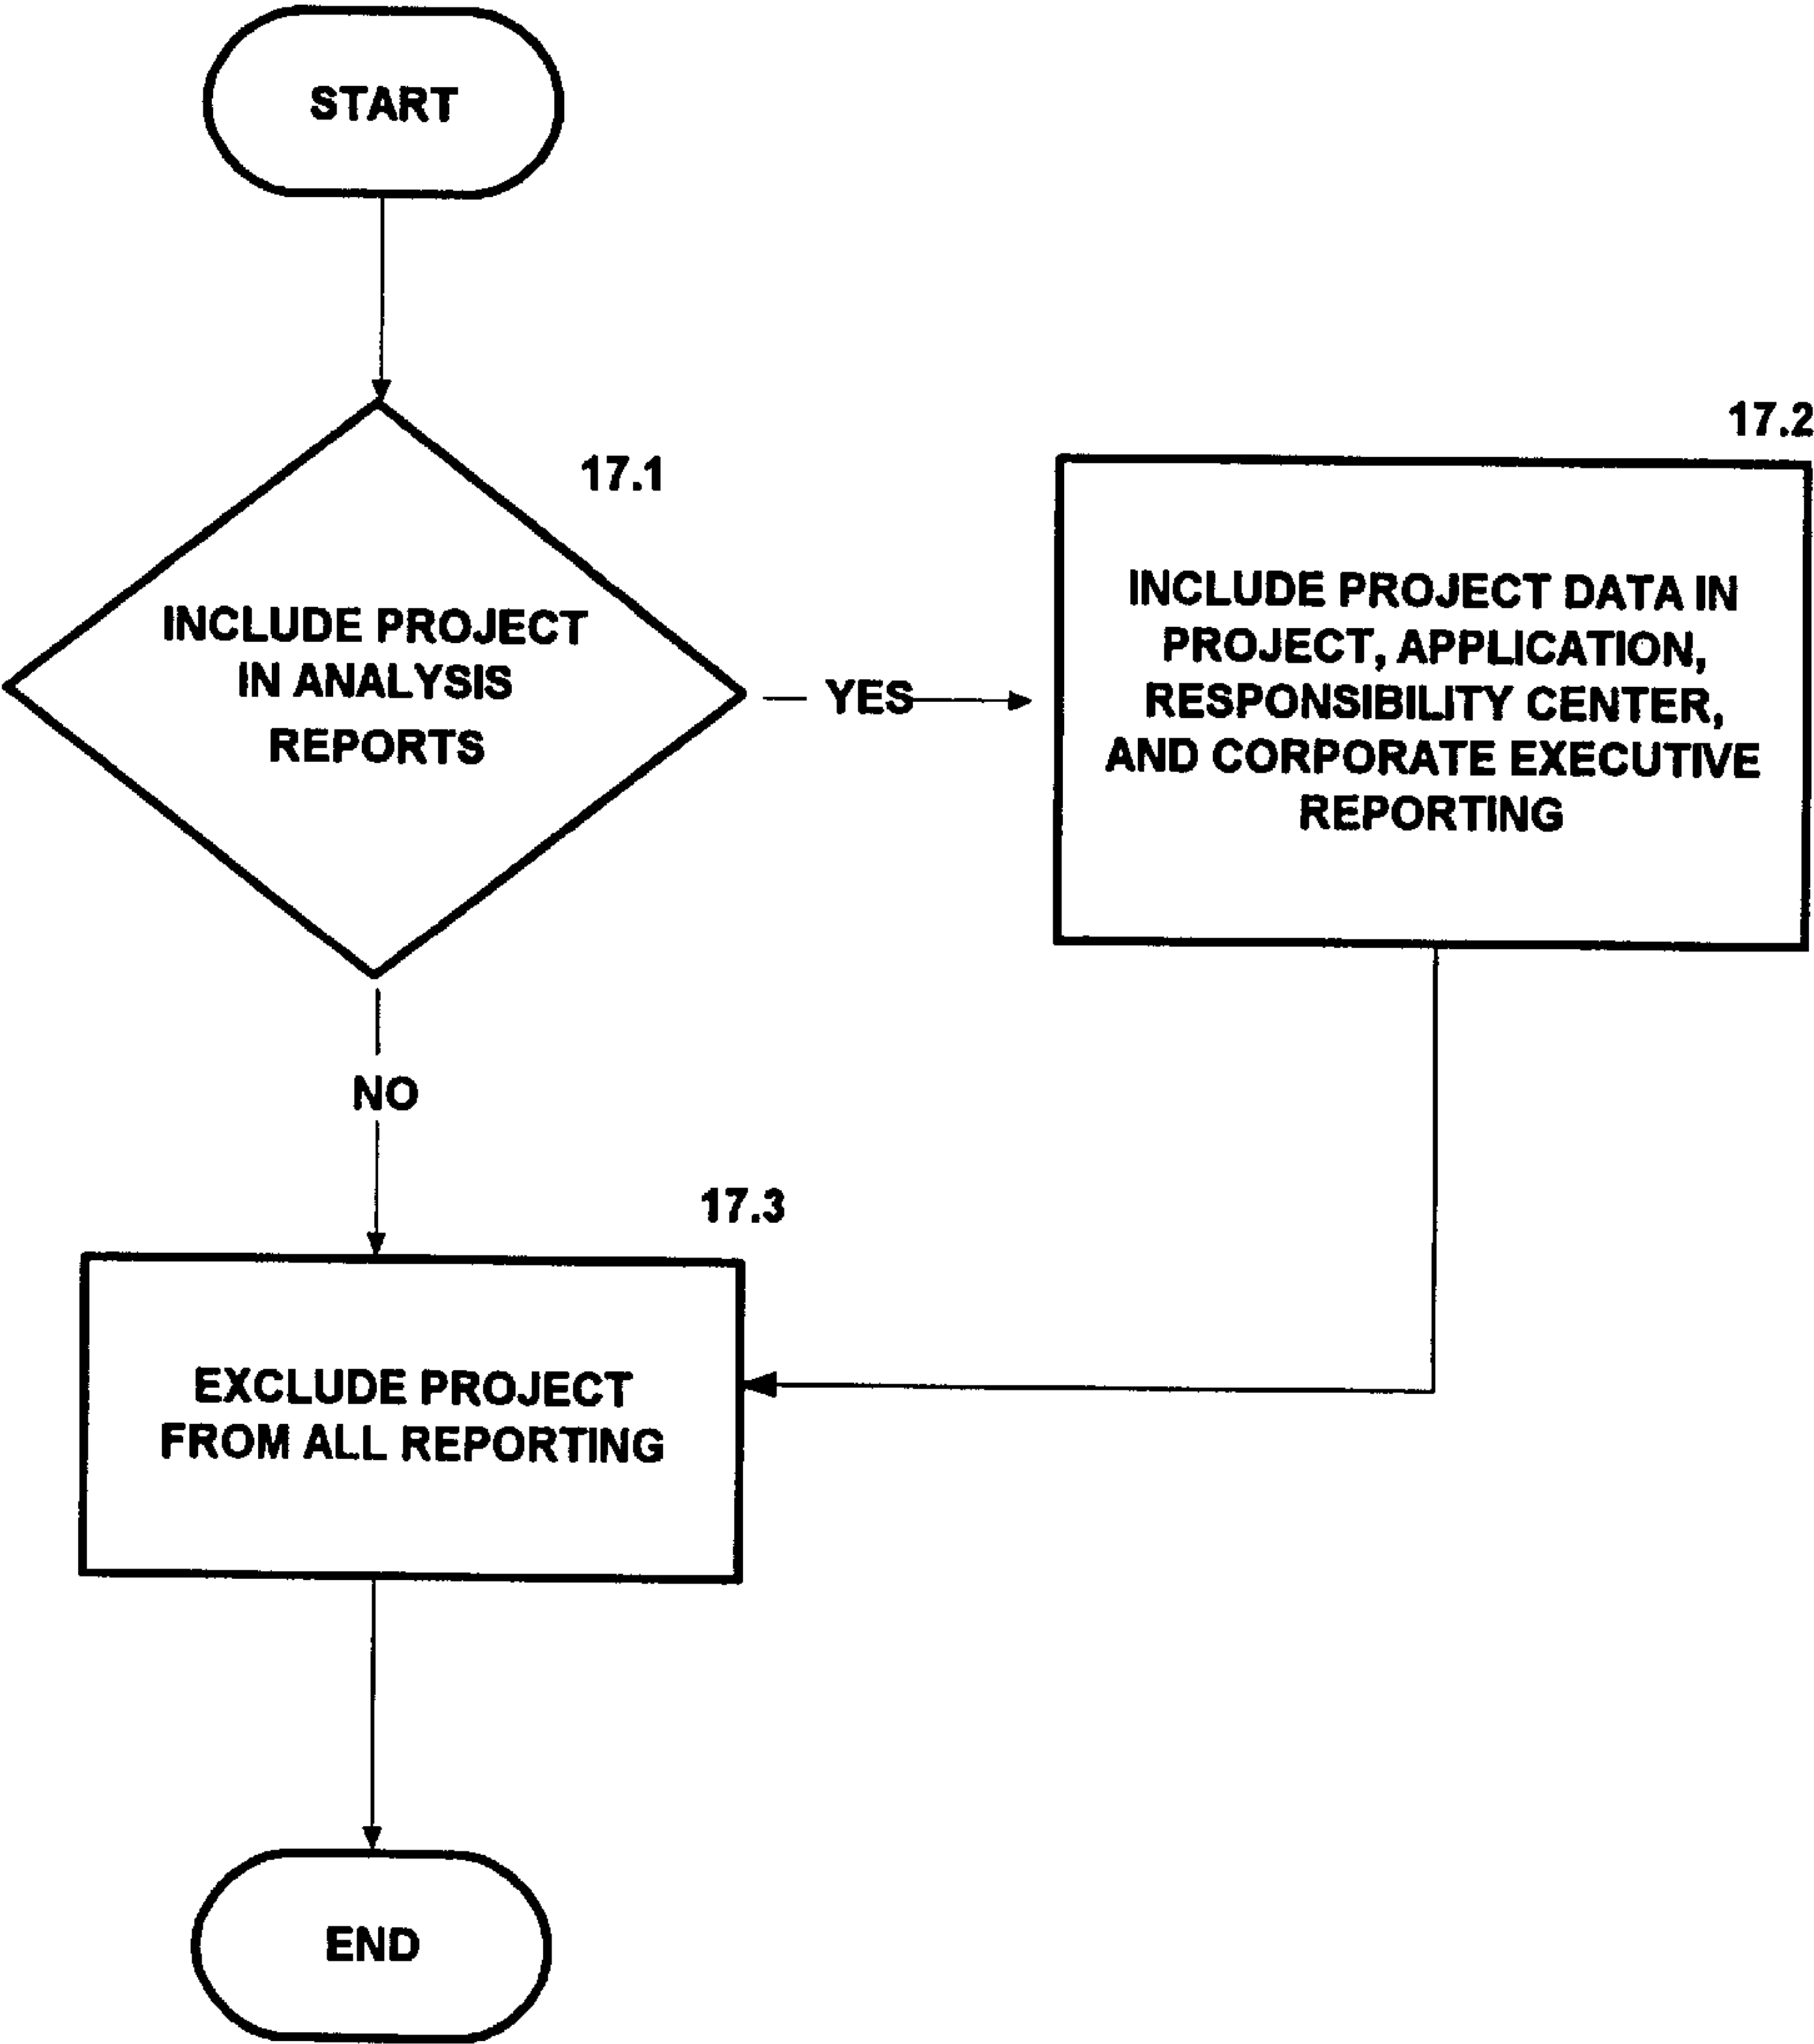 START
17.1
INCLUDE PROJECT
IN ANALYSIS
REPORTS
YES
17.2
INCLUDE PROJECT DATA IN
PROJECT, APPLICATION,
RESPONSIBILITY CENTER,
AND CORPORATE EXECUTIVE
REPORTING
NO
17.3
EXCLUDE PROJECT
FROM ALL REPORTING
END